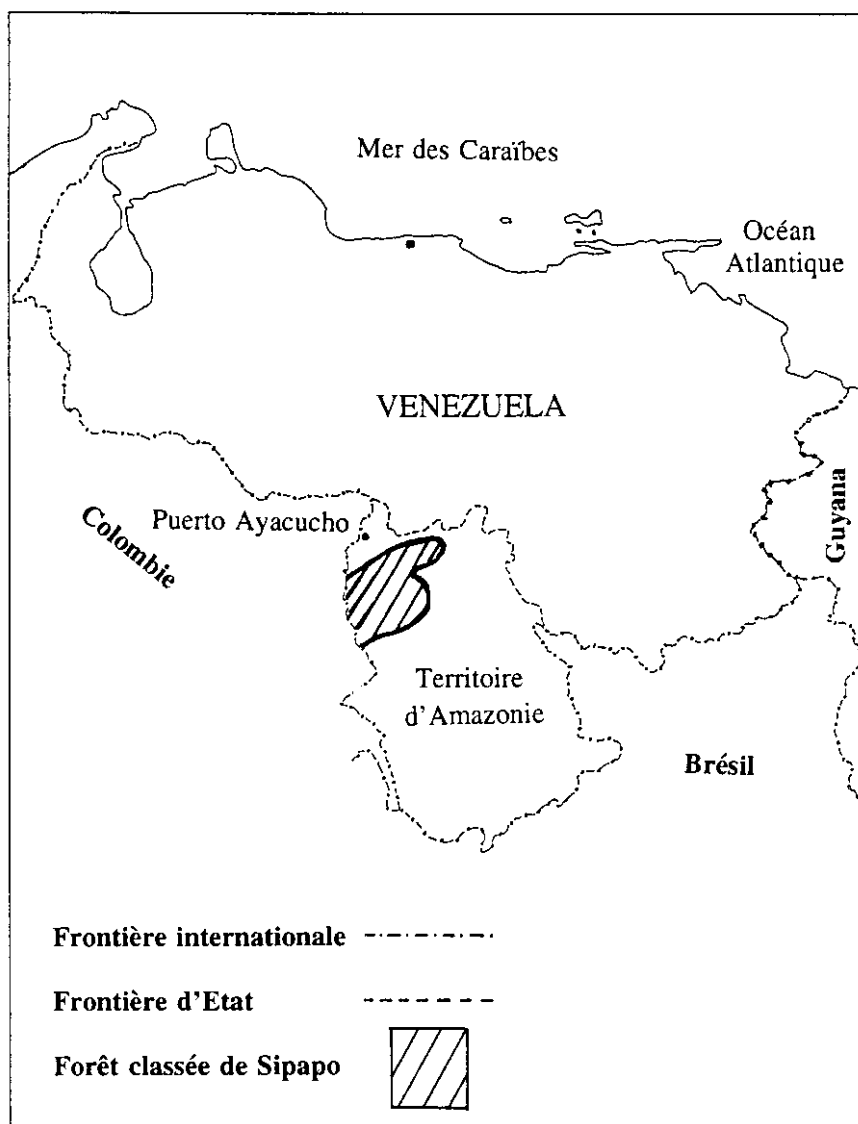 Mer des Caraïbes
Océan
Atlantique
VENEZUELA
Puerto Ayacucho
Colombie
Guyana
Territoire
d'Amazonie
Brésil
Frontière internationale
Frontière d'Etat
Forêt classée de Sipapo